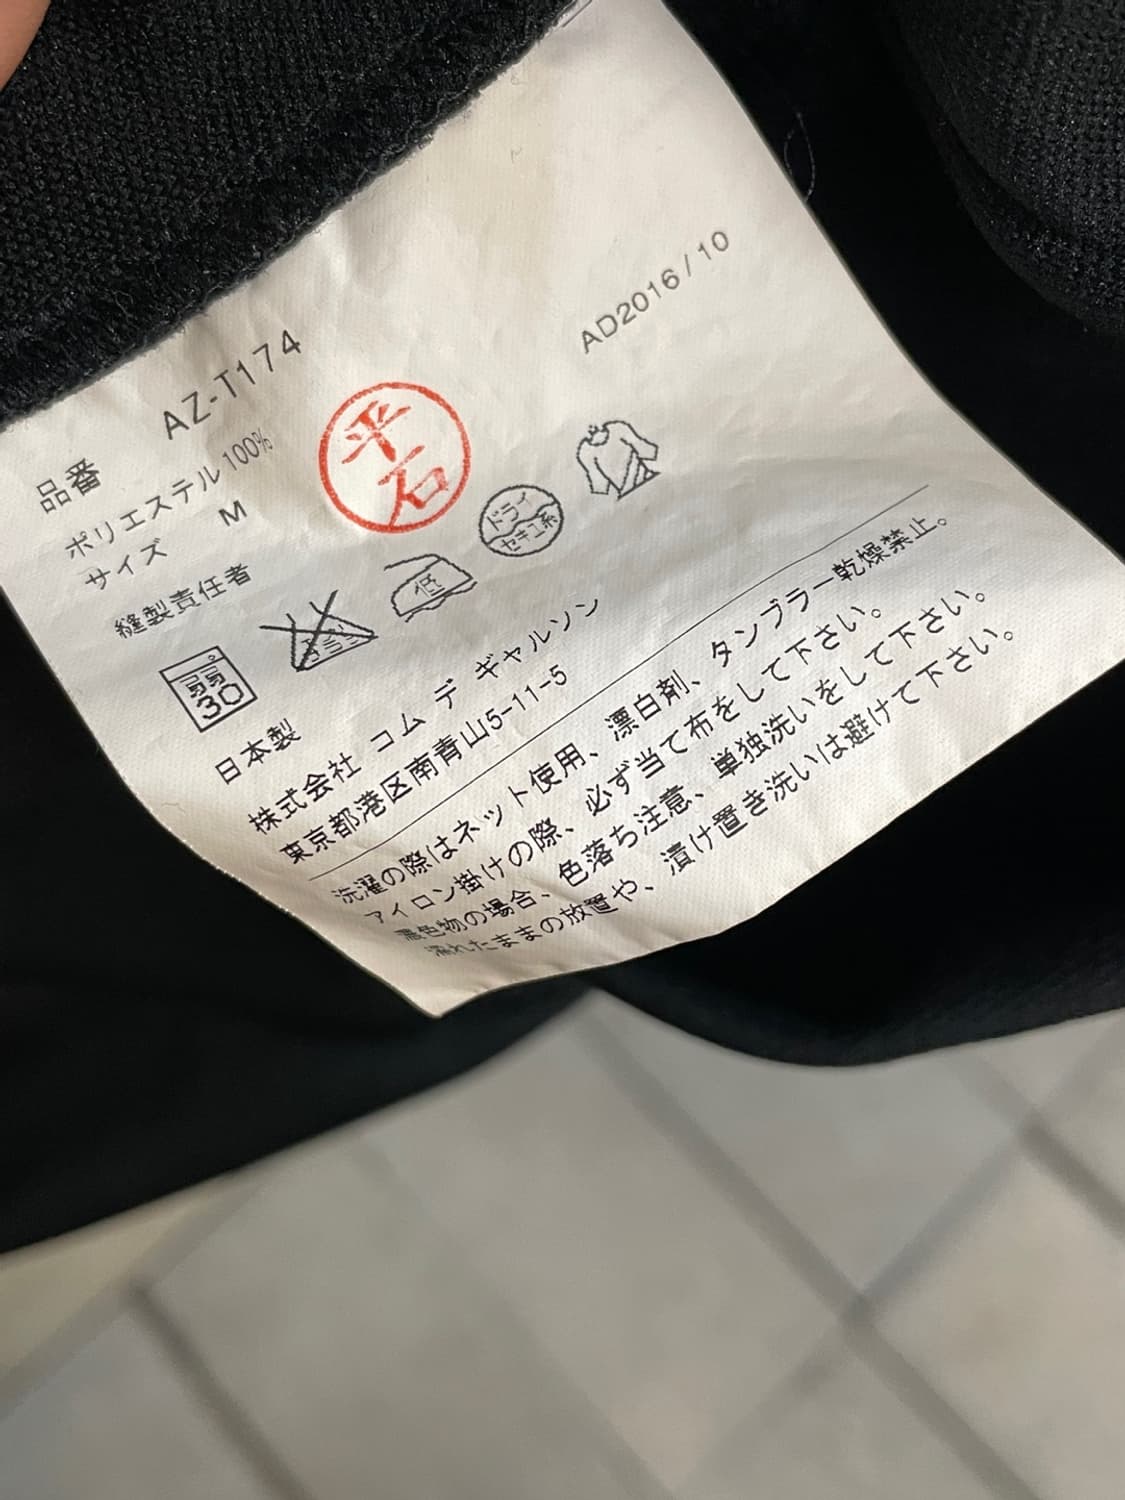 AD2016/10
品番 AZ-T174
ポリエステル 100%
サイズ M
縫製責任者 平石
弱 30
低
ドライ
セキユ系
日本製
株式会社 コム デ ギャルソン
東京都港区南青山5-11-5
洗濯の際はネット使用、漂白剤、タンブラー乾燥禁止。
アイロン掛けの際、必ず当て布をして下さい。
濃色物の場合、色落ち注意、単独洗いをして下さい。
濡れたままの放置や、漬け置き洗いは避けて下さい。